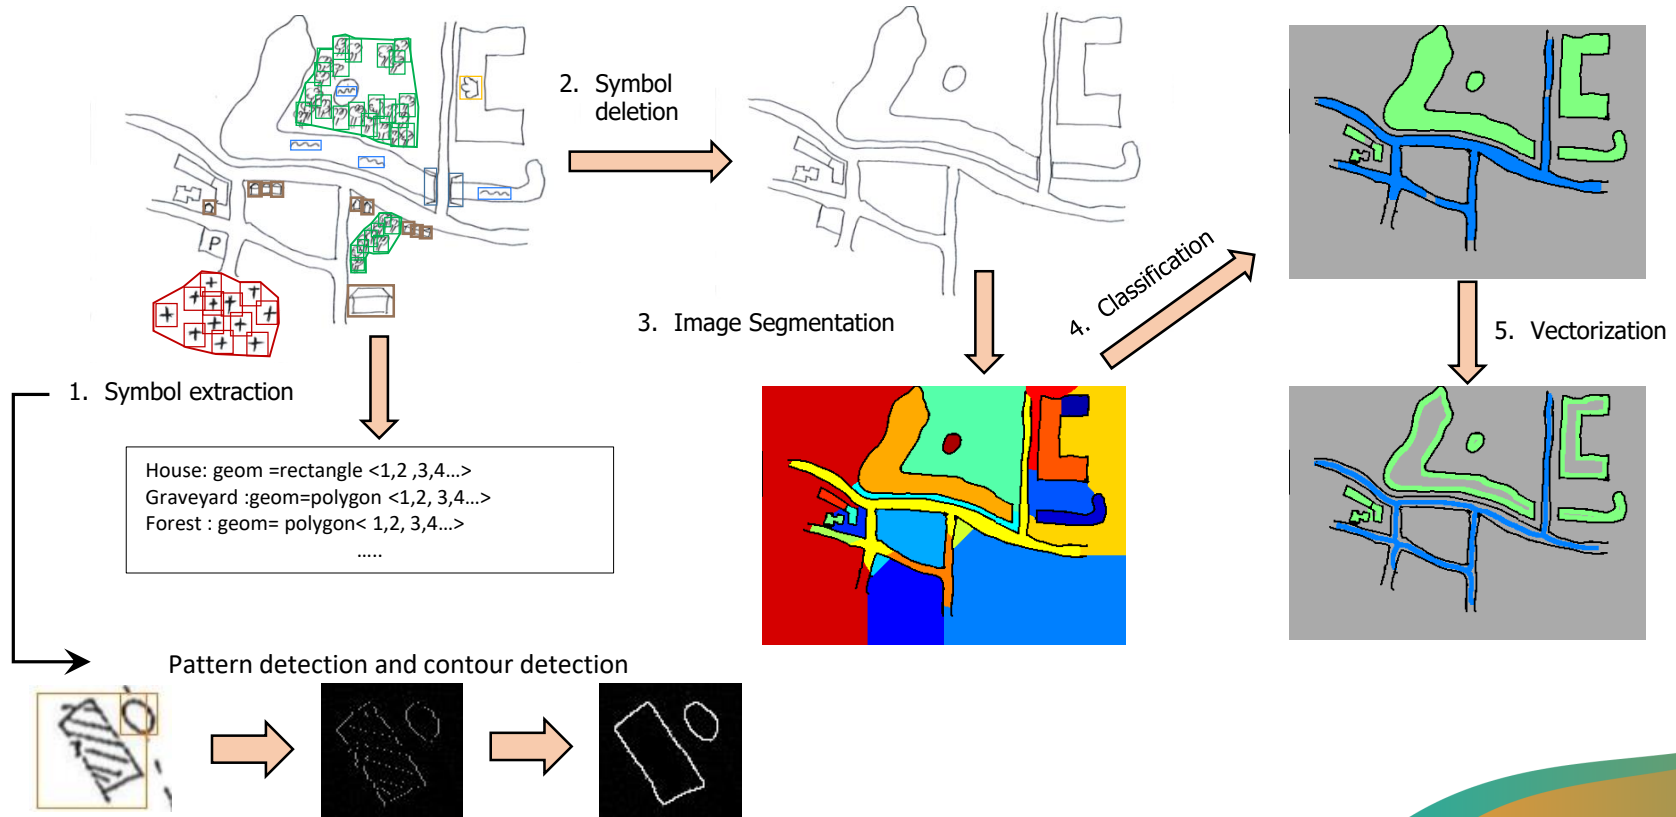 2. Symbol
deletion
P
3. Image Segmentation
4. Classification
5. Vectorization
1. Symbol extraction
House: geom =rectangle <1,2 ,3,4...>
Graveyard :geom=polygon <1,2, 3,4...>
Forest : geom= polygon< 1,2, 3,4...>
.....
Pattern detection and contour detection